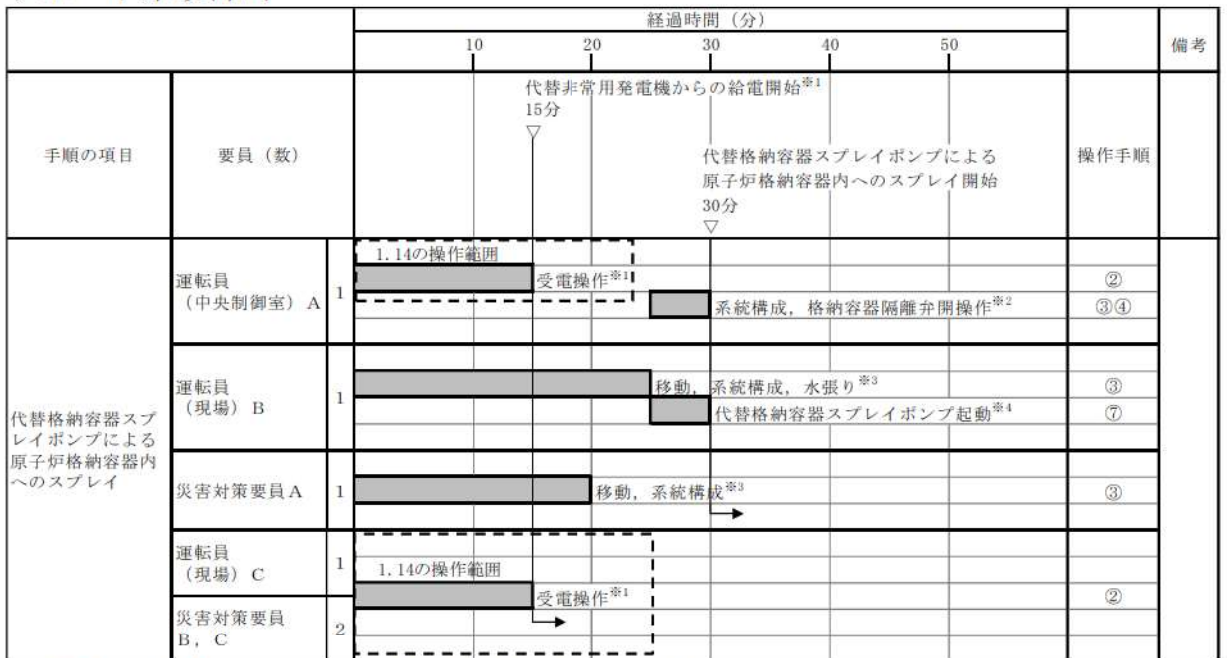 経過時間（分）
10 20 30 40 50
備考
手順の項目
要員（数）
操作手順
代替非常用発電機からの給電開始※1
15分
▽
代替格納容器スプレイポンプによる
原子炉格納容器内へのスプレイ開始
30分
▽
代替格納容器スプ
レイポンプによる
原子炉格納容器内
へのスプレイ
運転員
（中央制御室）A
1
1.14の操作範囲
受電操作※1
②
系統構成，格納容器隔離弁開操作※2
③④
運転員
（現場）B
1
移動，系統構成，水張り※3
③
代替格納容器スプレイポンプ起動※4
⑦
災害対策要員A
1
移動，系統構成※3
③
運転員
（現場）C
1
1.14の操作範囲
受電操作※1
②
災害対策要員
B，C
2